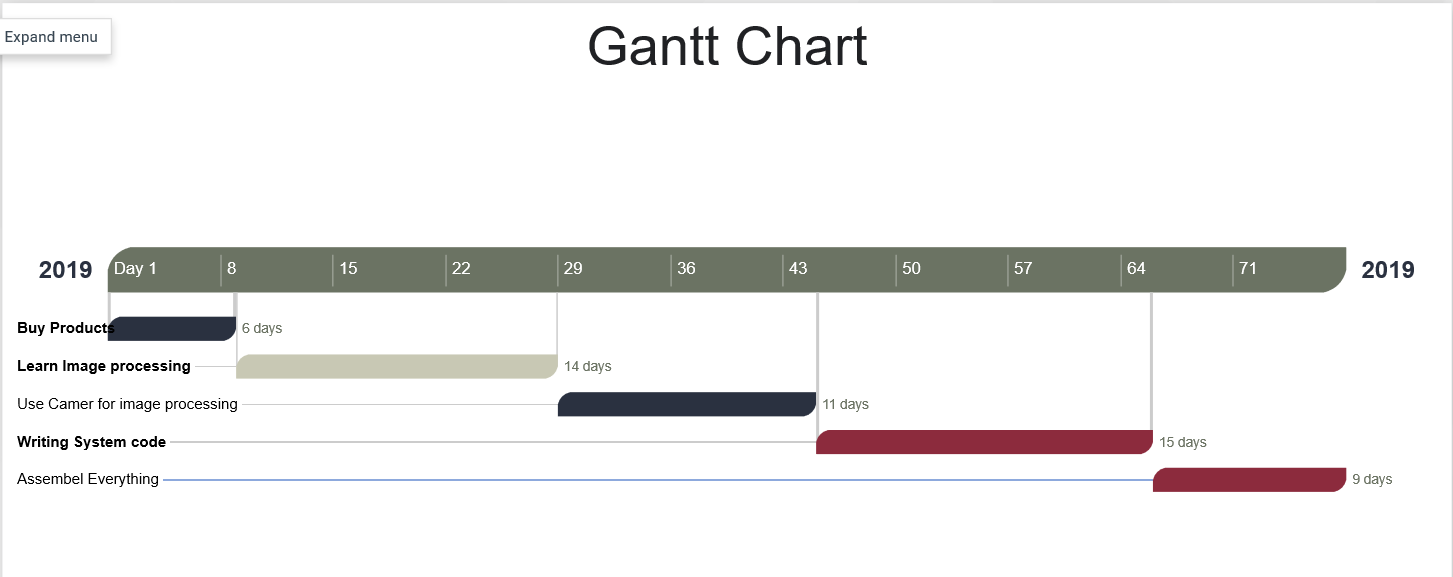 Expand menu
Gantt Chart
2019 Day 1 8 15 22 29 36 43 50 57 64 71 2019
Buy Products 6 days
Learn Image processing 14 days
Use Camer for image processing 11 days
Writing System code 15 days
Assembel Everything 9 days